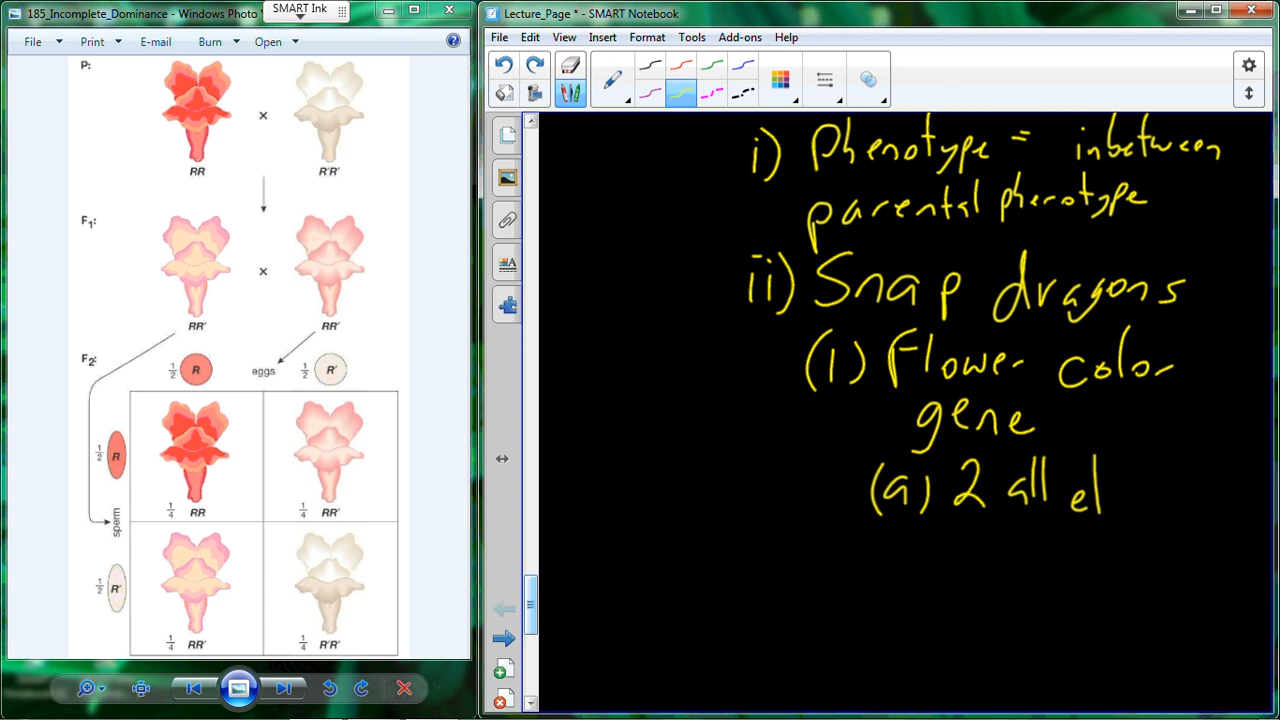 185_Incomplete_Dominance - Windows Photo V
SMART Ink
File Print E-mail Burn Open
P:
×
RR R'R'
F1:
×
RR' RR'
F2:
1/2 R eggs 1/2 R'
1/2 R
1/4 RR 1/4 RR'
sperm
1/2 R'
1/4 RR' 1/4 R'R'
Lecture_Page * - SMART Notebook
File Edit View Insert Format Tools Add-ons Help
i) Phenotype = inbetween
parental phenotype
ii) Snap dragons
(1) Flower color
gene
(a) 2 allel